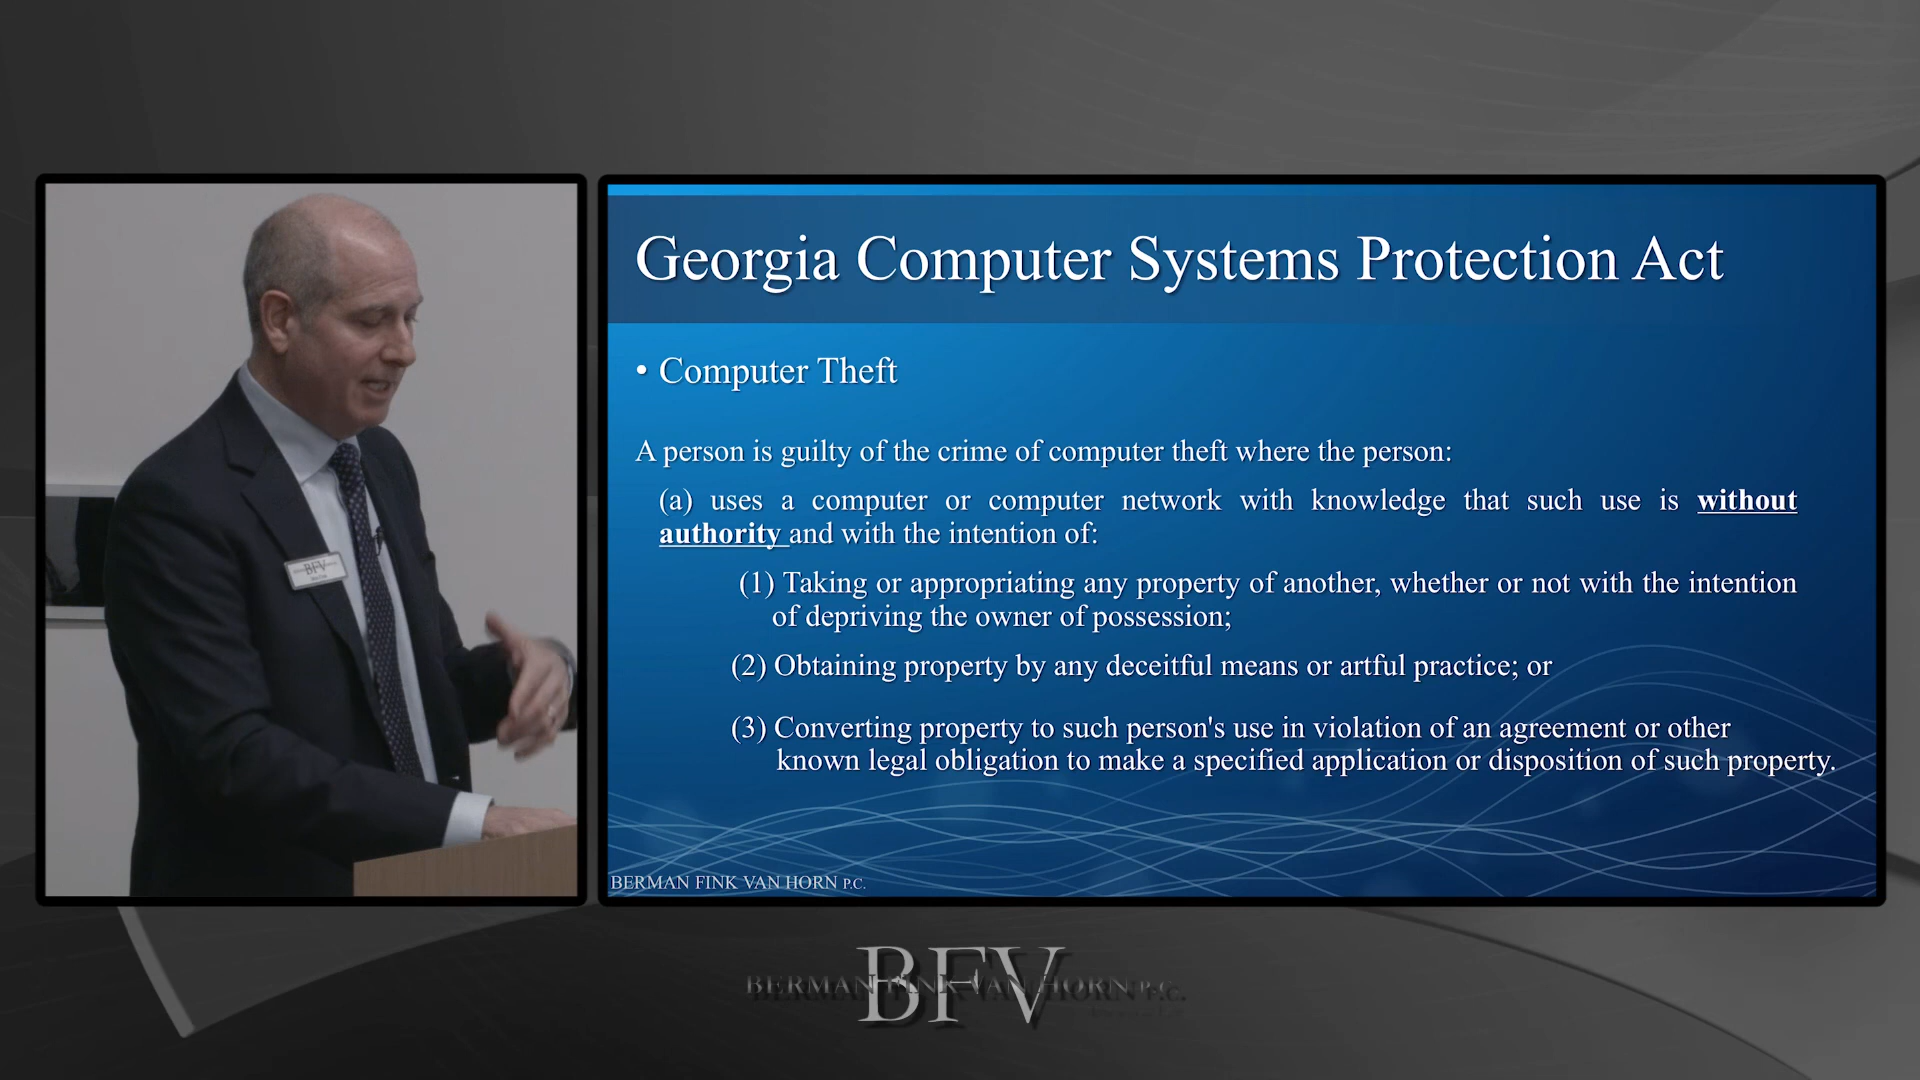 Georgia Computer Systems Protection Act
• Computer Theft
A person is guilty of the crime of computer theft where the person:
(a) uses a computer or computer network with knowledge that such use is without
authority and with the intention of:
(1) Taking or appropriating any property of another, whether or not with the intention
of depriving the owner of possession;
(2) Obtaining property by any deceitful means or artful practice; or
(3) Converting property to such person's use in violation of an agreement or other
known legal obligation to make a specified application or disposition of such property.
BERMAN FINK VAN HORN P.C.
BFV
BFV
BERMAN FINK VAN HORN P.C.